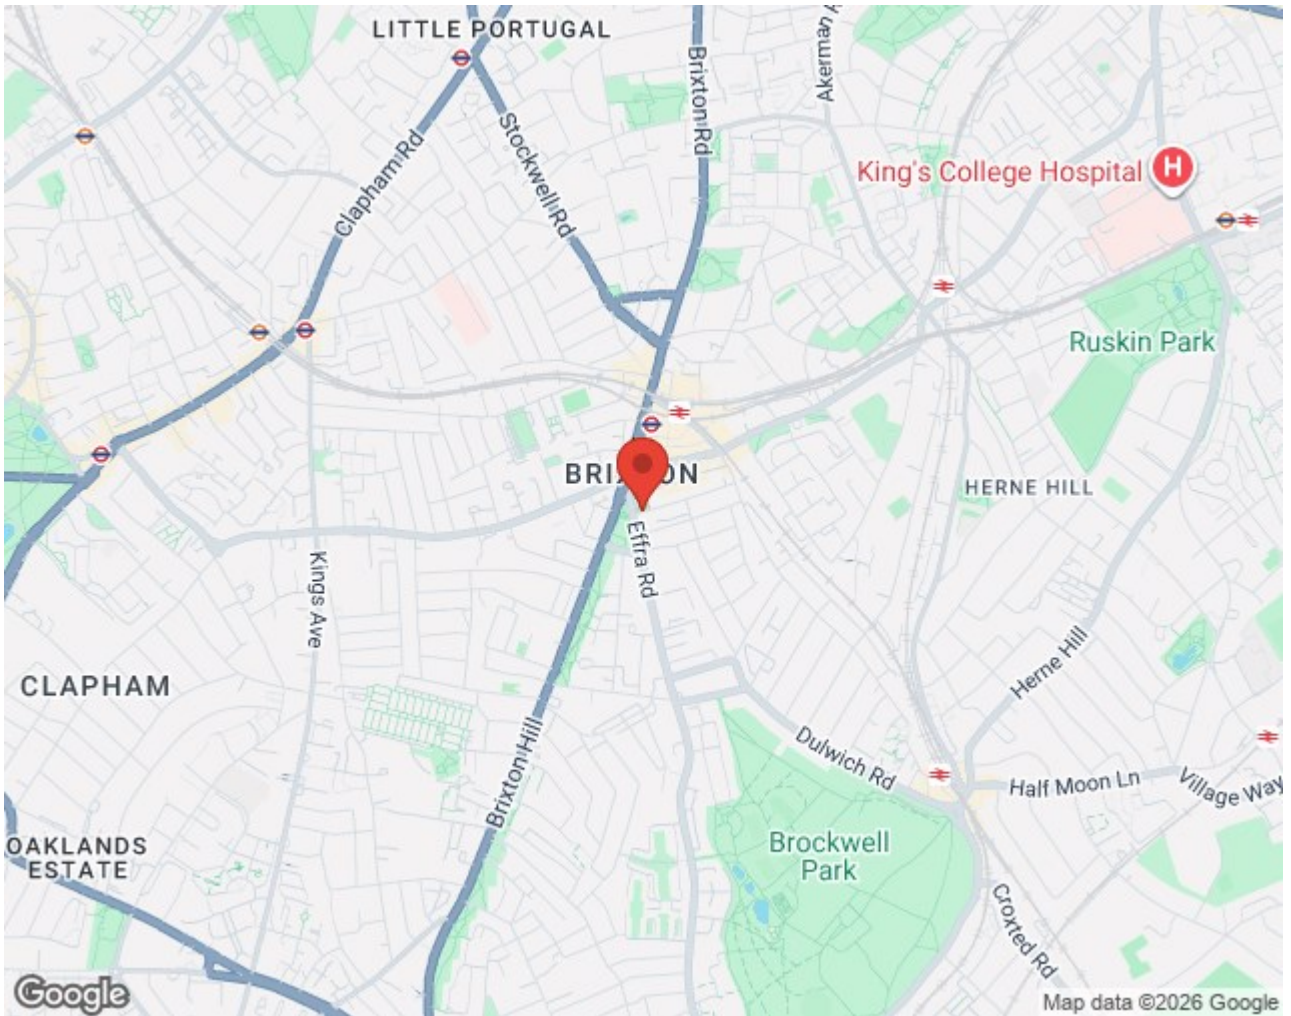 LITTLE PORTUGAL
Akerman R
Brixton Rd
Stockwell Rd
Clapham Rd
King's College Hospital
H
Ruskin Park
BRIXTON
HERNE HILL
Effra Rd
Kings Ave
Herne Hill
CLAPHAM
Brixton Hill
Dulwich Rd
Half Moon Ln
Village Way
OAKLANDS
ESTATE
Brockwell
Park
Croxted Rd
Google
Map data ©2026 Google